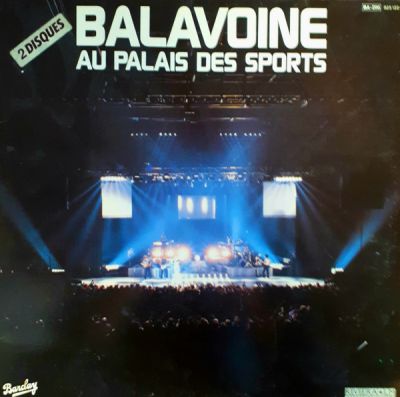 2 DISQUES
BALAVOINE
AU PALAIS DES SPORTS
Barclay